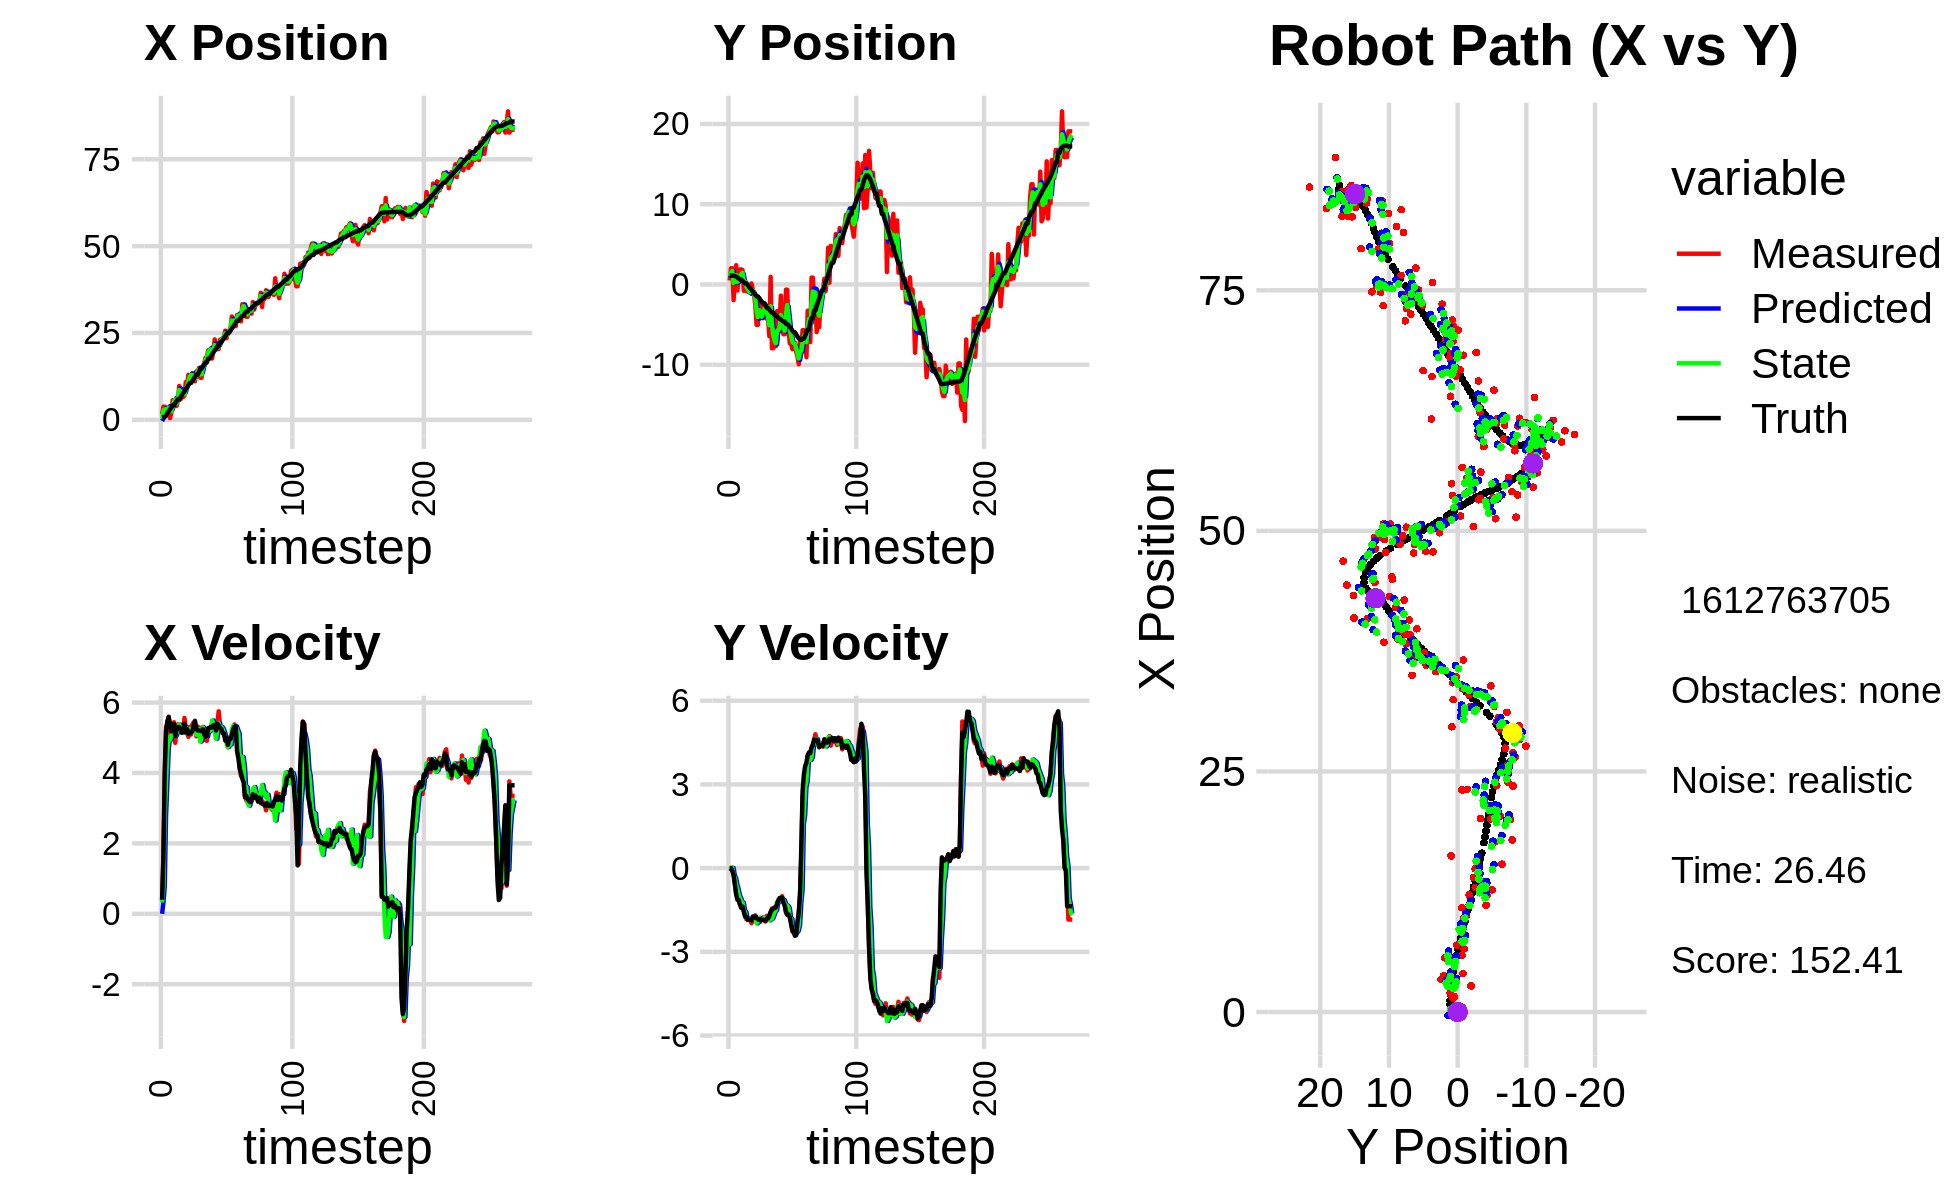 X Position
75
50
25
0
0
100
200
timestep
Y Position
20
10
0
-10
0
100
200
timestep
X Velocity
6
4
2
0
-2
0
100
200
timestep
Y Velocity
6
3
0
-3
-6
0
100
200
timestep
Robot Path (X vs Y)
X Position
75
50
25
0
20 10 0 -10 -20
Y Position
variable
Measured
Predicted
State
Truth
1612763705
Obstacles: none
Noise: realistic
Time: 26.46
Score: 152.41